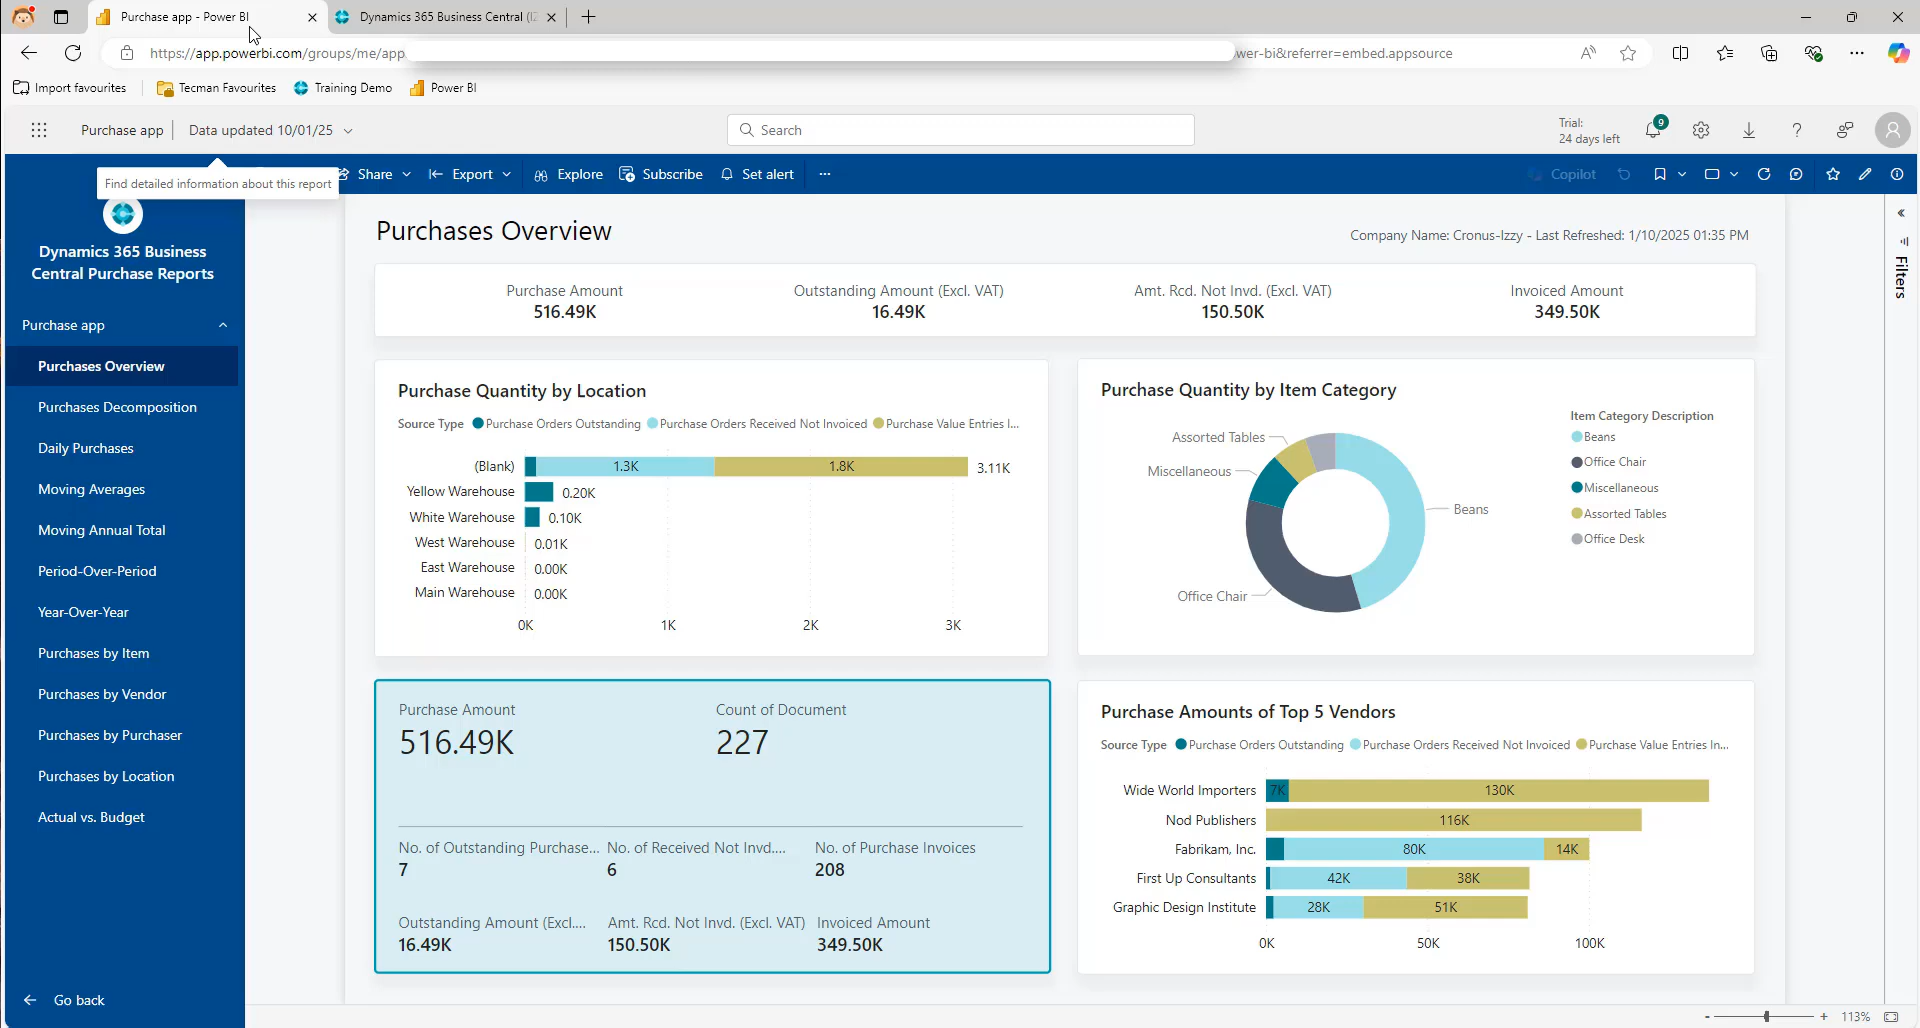 Purchase app - Power BI
Dynamics 365 Business Central (IZ
https://app.powerbi.com/groups/me/app
wer-bi&referrer=embed.appsource
Import favourites
Tecman Favourites
Training Demo
Power BI
Purchase app
Data updated 10/01/25
Search
Trial:
24 days left
9
Find detailed information about this report
Share
Export
Explore
Subscribe
Set alert
Copilot
Dynamics 365 Business
Central Purchase Reports
Purchase app
Purchases Overview
Purchases Decomposition
Daily Purchases
Moving Averages
Moving Annual Total
Period-Over-Period
Year-Over-Year
Purchases by Item
Purchases by Vendor
Purchases by Purchaser
Purchases by Location
Actual vs. Budget
Go back
Filters
Purchases Overview
Company Name: Cronus-Izzy - Last Refreshed: 1/10/2025 01:35 PM
Purchase Amount
516.49K
Outstanding Amount (Excl. VAT)
16.49K
Amt. Rcd. Not Invd. (Excl. VAT)
150.50K
Invoiced Amount
349.50K
Purchase Quantity by Location
Source Type Purchase Orders Outstanding Purchase Orders Received Not Invoiced Purchase Value Entries I...
(Blank) 1.3K 1.8K 3.11K
Yellow Warehouse 0.20K
White Warehouse 0.10K
West Warehouse 0.01K
East Warehouse 0.00K
Main Warehouse 0.00K
0K 1K 2K 3K
Purchase Quantity by Item Category
Assorted Tables
Miscellaneous
Beans
Office Chair
Item Category Description
Beans
Office Chair
Miscellaneous
Assorted Tables
Office Desk
Purchase Amount
516.49K
Count of Document
227
No. of Outstanding Purchase...
7
No. of Received Not Invd....
6
No. of Purchase Invoices
208
Outstanding Amount (Excl....
16.49K
Amt. Rcd. Not Invd. (Excl. VAT)
150.50K
Invoiced Amount
349.50K
Purchase Amounts of Top 5 Vendors
Source Type Purchase Orders Outstanding Purchase Orders Received Not Invoiced Purchase Value Entries In...
Wide World Importers 7K 130K
Nod Publishers 116K
Fabrikam, Inc. 80K 14K
First Up Consultants 42K 38K
Graphic Design Institute 28K 51K
0K 50K 100K
- + 113%